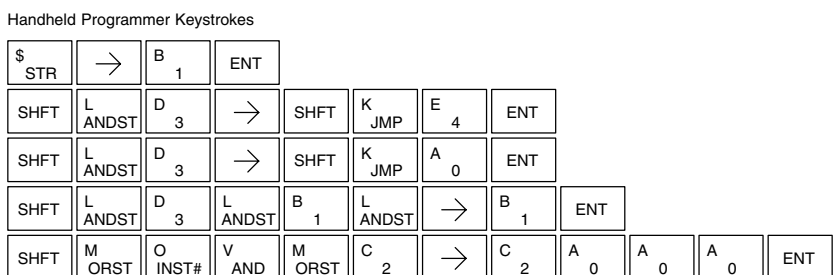 Handheld Programmer Keystrokes
$ STR → B 1 ENT
SHFT L ANDST D 3 → SHFT K JMP E 4 ENT
SHFT L ANDST D 3 → SHFT K JMP A 0 ENT
SHFT L ANDST D 3 L ANDST B 1 L ANDST → B 1 ENT
SHFT M ORST O INST# V AND M ORST C 2 → C 2 A 0 A 0 A 0 ENT